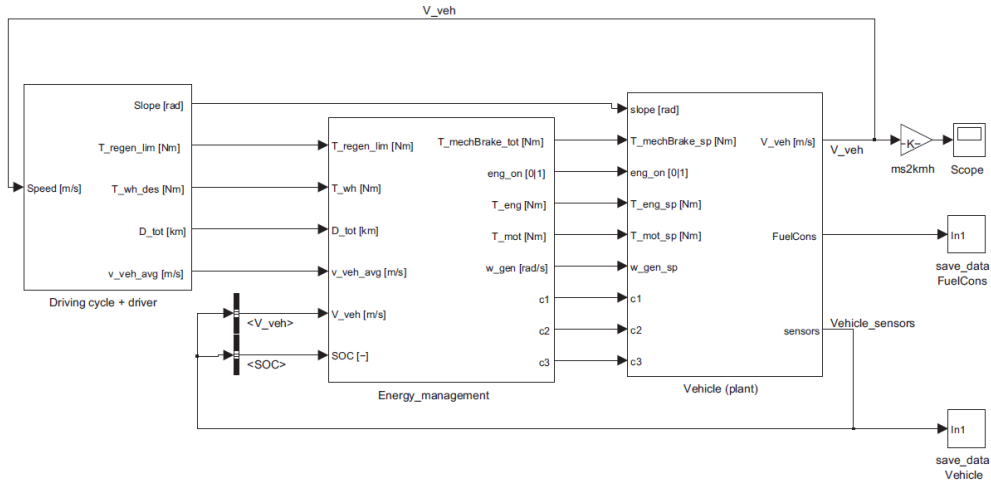 V_veh
Slope [rad]
T_regen_lim [Nm]
Speed [m/s]
T_wh_des [Nm]
D_tot [km]
v_veh_avg [m/s]
Driving cycle + driver
T_regen_lim [Nm]
T_wh [Nm]
D_tot [km]
v_veh_avg [m/s]
V_veh [m/s]
SOC [−]
<V_veh>
<SOC>
T_mechBrake_tot [Nm]
eng_on [0|1]
T_eng [Nm]
T_mot [Nm]
w_gen [rad/s]
c1
c2
c3
Energy_management
slope [rad]
T_mechBrake_sp [Nm]
eng_on [0|1]
T_eng_sp [Nm]
T_mot_sp [Nm]
w_gen_sp
c1
c2
c3
V_veh [m/s]
FuelCons
sensors
Vehicle (plant)
V_veh
Vehicle_sensors
-K-
ms2kmh
Scope
In1
save_data
FuelCons
In1
save_data
Vehicle